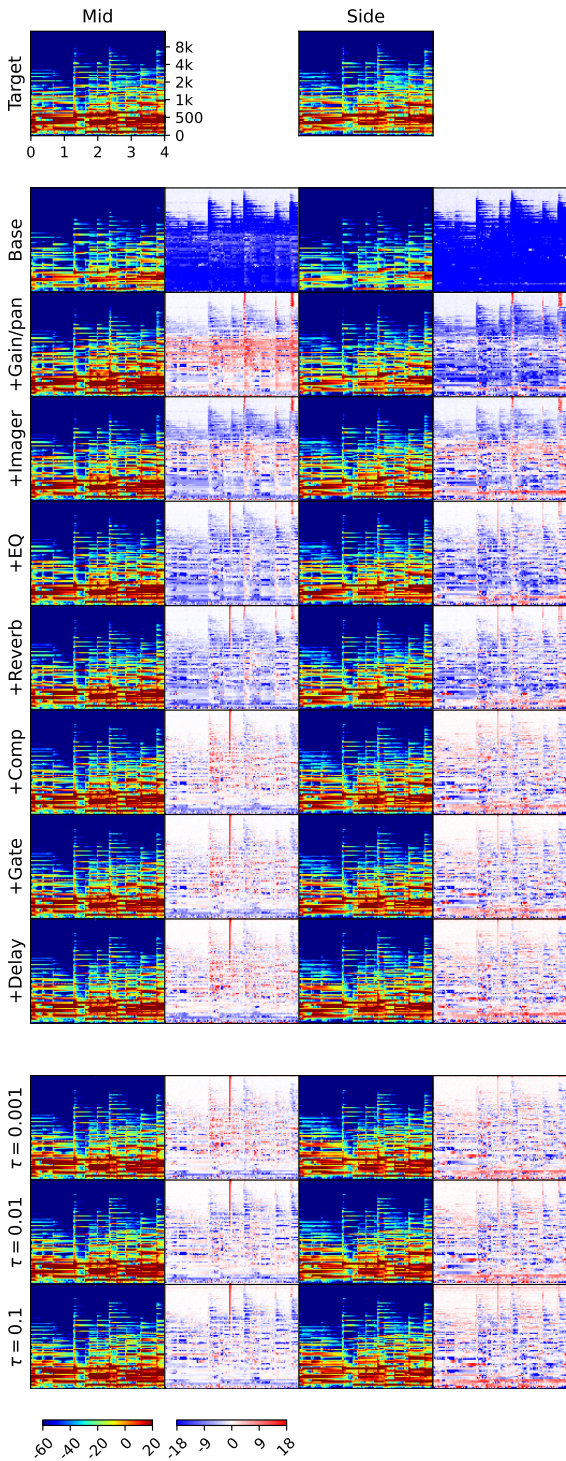 Mid Side
Target
8k
4k
2k
1k
500
0
0 1 2 3 4
Base
+Gain/pan
+Imager
+EQ
+Reverb
+Comp
+Gate
+Delay
τ = 0.001
τ = 0.01
τ = 0.1
-60 -40 -20 0 20 -18 -9 0 9 18